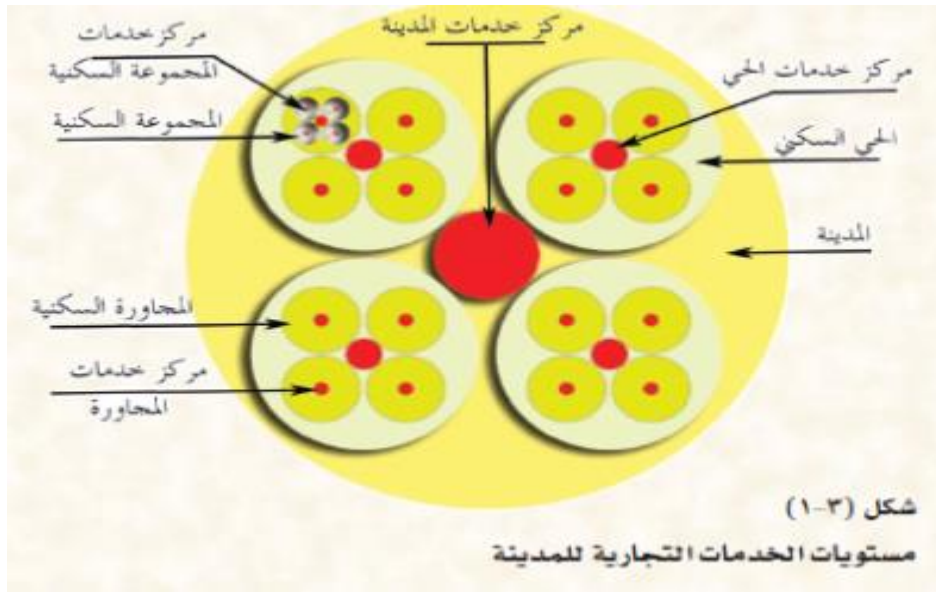 مركز خدمات المدينة
مركز خدمات
المجموعة السكنية
المجموعة السكنية
مركز خدمات الحي
الحي السكني
المدينة
المجاورة السكنية
مركز خدمات
المجاورة
شكل (٣-١)
مستويات الخدمات التجارية للمدينة